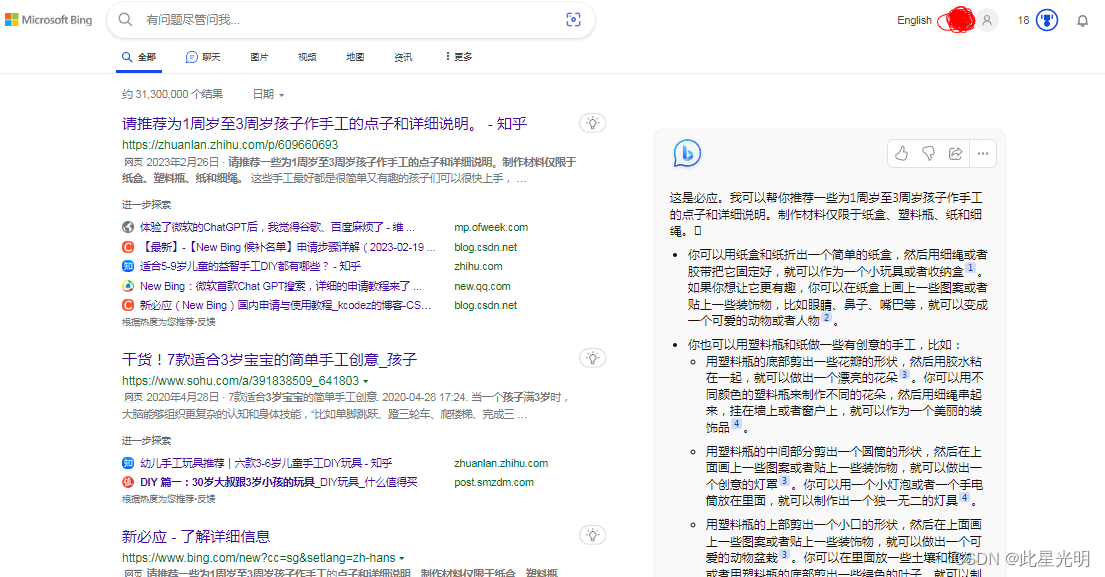 Microsoft Bing
有问题尽管问我...
English
18
全部
聊天
图片
视频
地图
资讯
更多
约 31,300,000 个结果
日期
请推荐为1周岁至3周岁孩子作手工的点子和详细说明。 - 知乎
https://zhuanlan.zhihu.com/p/609660693
网页 2023年2月26日 · 请推荐一些为1周岁至3周岁孩子作手工的点子和详细说明。制作材料仅限于
纸盒、塑料瓶、纸和细绳。 这些手工最好都是很简单又有趣的孩子们可以很快上手， …
进一步探索
体验了微软的ChatGPT后，我觉得谷歌、百度麻烦了 - 维 ...
mp.ofweek.com
【最新】-【New Bing 候补名单】申请步骤详解（2023-02-19 ...
blog.csdn.net
适合5-9岁儿童的益智手工DIY都有哪些？ - 知乎
zhihu.com
New Bing：微软首款Chat GPT搜索，详细的申请教程来了 ...
new.qq.com
新必应（New Bing）国内申请与使用教程_kcodez的博客-CS...
blog.csdn.net
根据热度为您推荐·反馈
干货！7款适合3岁宝宝的简单手工创意_孩子
https://www.sohu.com/a/391838509_641803
网页 2020年4月28日 · 7款适合3岁宝宝的简单手工创意. 2020-04-28 17:24. 当一个孩子满3岁时，
大脑能够组织更复杂的认知和身体技能，“比如单脚跳跃、蹬三轮车、爬楼梯、完成三 …
进一步探索
幼儿手工玩具推荐｜六款3-6岁儿童手工DIY玩具 - 知乎
zhuanlan.zhihu.com
DIY 篇一：30岁大叔跟3岁小孩的玩具_DIY玩具_什么值得买
post.smzdm.com
根据热度为您推荐·反馈
新必应 - 了解详细信息
https://www.bing.com/new?cc=sg&setlang=zh-hans
网页 请推荐一些为1周岁至3周岁孩子作手工的点子和详细说明。制作材料仅限于纸盒、塑料瓶、
这是必应。我可以帮你推荐一些为1周岁至3周岁孩子作手工
的点子和详细说明。制作材料仅限于纸盒、塑料瓶、纸和细
绳。
你可以用纸盒和纸折出一个简单的纸盒，然后用细绳或者
胶带把它固定好，就可以作为一个小玩具或者收纳盒 1 。
如果你想让它更有趣，你可以在纸盒上画上一些图案或者
贴上一些装饰物，比如眼睛、鼻子、嘴巴等，就可以变成
一个可爱的动物或者人物 2 。
你也可以用塑料瓶和纸做一些有创意的手工，比如：
用塑料瓶的底部剪出一些花瓣的形状，然后用胶水粘
在一起，就可以做出一个漂亮的花朵 3 。你可以用不
同颜色的塑料瓶来制作不同的花朵，然后用细绳串起
来，挂在墙上或者窗户上，就可以作为一个美丽的装
饰品 4 。
用塑料瓶的中间部分剪出一个圆筒的形状，然后在上
面画上一些图案或者贴上一些装饰物，就可以做出一
个创意的灯罩 3 。你可以用一个小灯泡或者一个手电
筒放在里面，就可以制作出一个独一无二的灯具 4 。
用塑料瓶的上部剪出一个小口的形状，然后在上面画
上一些图案或者贴上一些装饰物，就可以做出一个可
爱的动物盆栽 3 。你可以在里面放一些土壤和植物，
或者用塑料瓶的底部剪出一些绿色的叶子，就可以制
CSDN @此星光明